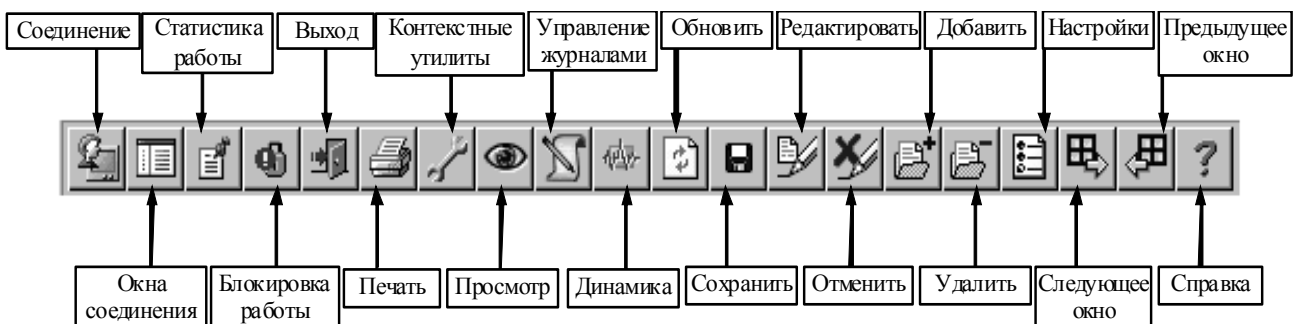 Соединение
Статистика
работы
Выход
Контекстные
утилиты
Управление
журналами
Обновить
Редактировать
Добавить
Настройки
Предыдущее
окно
Окна
соединения
Блокировка
работы
Печать
Просмотр
Динамика
Сохранить
Отменить
Удалить
Следующее
окно
Справка